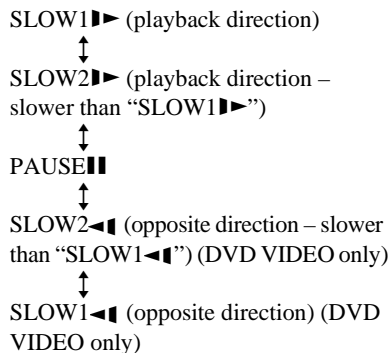 SLOW1 (playback direction)
SLOW2 (playback direction –
slower than “SLOW1”)
PAUSE
SLOW2 (opposite direction – slower
than “SLOW1”) (DVD VIDEO only)
SLOW1 (opposite direction) (DVD
VIDEO only)